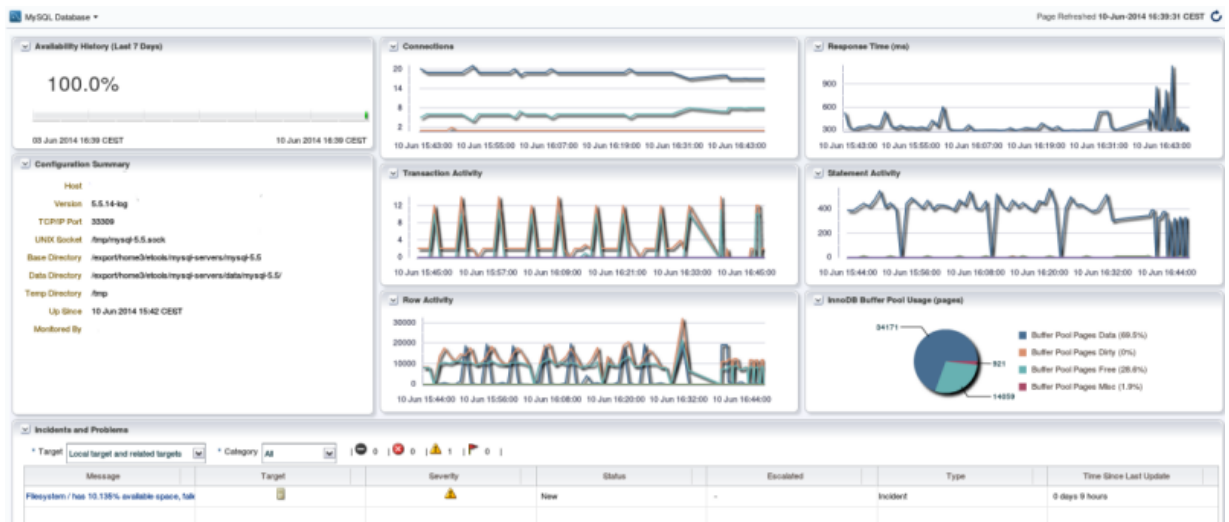 MySQL Database
Page Refreshed 10-Jun-2014 16:39:31 CEST
Availability History (Last 7 Days)
100.0%
03 Jun 2014 16:39 CEST
10 Jun 2014 16:39 CEST
Configuration Summary
Host
Version 5.5.14-log
TCP/IP Port 33309
UNIX Socket /tmp/mysql-5.5.sock
Base Directory /export/home3/etools/mysql-servers/mysql-5.5
Data Directory /export/home3/etools/mysql-servers/data/mysql-5.5/
Temp Directory /tmp
Up Since 10 Jun 2014 15:42 CEST
Monitored By
Connections
20
14
8
2
10 Jun 15:43:00 10 Jun 15:55:00 10 Jun 16:07:00 10 Jun 16:19:00 10 Jun 16:31:00 10 Jun 16:43:00
Transaction Activity
12
8
4
0
10 Jun 15:45:00 10 Jun 15:57:00 10 Jun 16:09:00 10 Jun 16:21:00 10 Jun 16:33:00 10 Jun 16:45:00
Row Activity
30000
10000
0
10 Jun 15:44:00 10 Jun 15:56:00 10 Jun 16:08:00 10 Jun 16:20:00 10 Jun 16:32:00 10 Jun 16:44:00
Response Time (ms)
900
600
300
10 Jun 15:43:00 10 Jun 15:55:00 10 Jun 16:07:00 10 Jun 16:19:00 10 Jun 16:31:00 10 Jun 16:43:00
Statement Activity
400
200
0
10 Jun 15:44:00 10 Jun 15:56:00 10 Jun 16:08:00 10 Jun 16:20:00 10 Jun 16:32:00 10 Jun 16:44:00
InnoDB Buffer Pool Usage (pages)
34171
921
14059
Buffer Pool Pages Data (69.5%)
Buffer Pool Pages Dirty (0%)
Buffer Pool Pages Free (28.6%)
Buffer Pool Pages Misc (1.9%)
Incidents and Problems
* Target Local target and related targets * Category All | 0 | 0 | 1 | 0 |
Message Target Severity Status Escalated Type Time Since Last Update
Filesystem / has 10.135% available space, New - Incident 0 days 9 hours